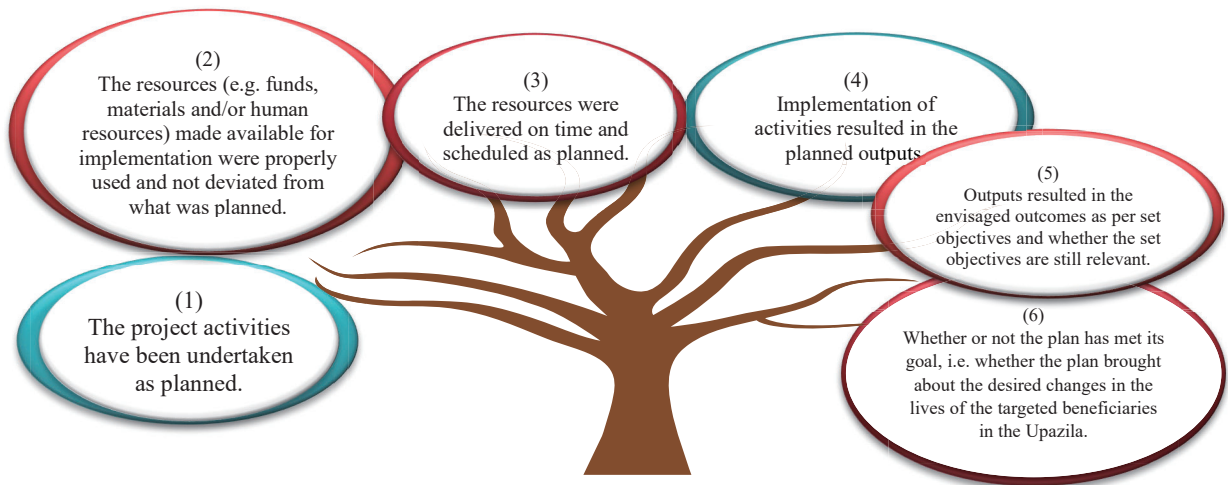 (1)
The project activities
have been undertaken
as planned.
(2)
The resources (e.g. funds,
materials and/or human
resources) made available for
implementation were properly
used and not deviated from
what was planned.
(3)
The resources were
delivered on time and
scheduled as planned.
(4)
Implementation of
activities resulted in the
planned outputs.
(5)
Outputs resulted in the
envisaged outcomes as per set
objectives and whether the set
objectives are still relevant.
(6)
Whether or not the plan has met its
goal, i.e. whether the plan brought
about the desired changes in the
lives of the targeted beneficiaries
in the Upazila.